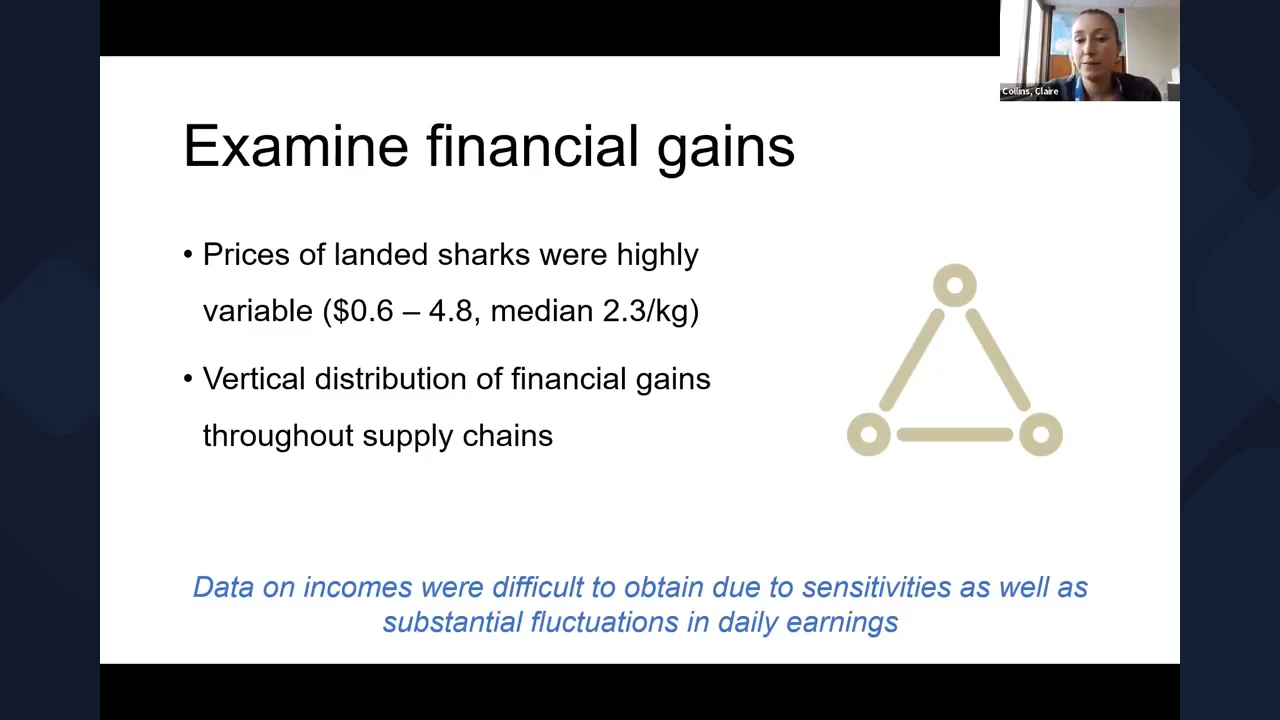 Collins, Claire
Examine financial gains
• Prices of landed sharks were highly
variable ($0.6 – 4.8, median 2.3/kg)
• Vertical distribution of financial gains
throughout supply chains
Data on incomes were difficult to obtain due to sensitivities as well as
substantial fluctuations in daily earnings